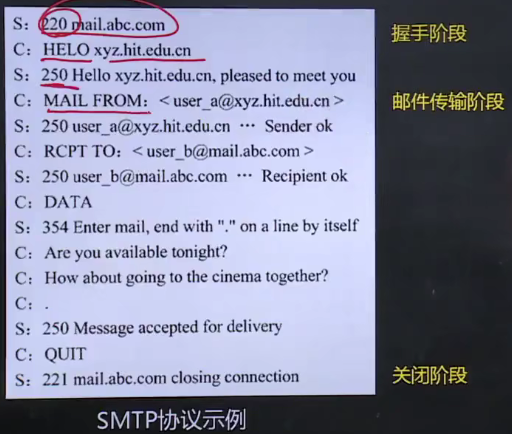 S: 220 mail.abc.com
握手阶段
C: HELO xyz.hit.edu.cn
S: 250 Hello xyz.hit.edu.cn, pleased to meet you
C: MAIL FROM: < user_a@xyz.hit.edu.cn >
邮件传输阶段
S: 250 user_a@xyz.hit.edu.cn ··· Sender ok
C: RCPT TO: < user_b@mail.abc.com >
S: 250 user_b@mail.abc.com ··· Recipient ok
C: DATA
S: 354 Enter mail, end with "." on a line by itself
C: Are you available tonight?
C: How about going to the cinema together?
C: .
S: 250 Message accepted for delivery
C: QUIT
S: 221 mail.abc.com closing connection
关闭阶段
SMTP协议示例